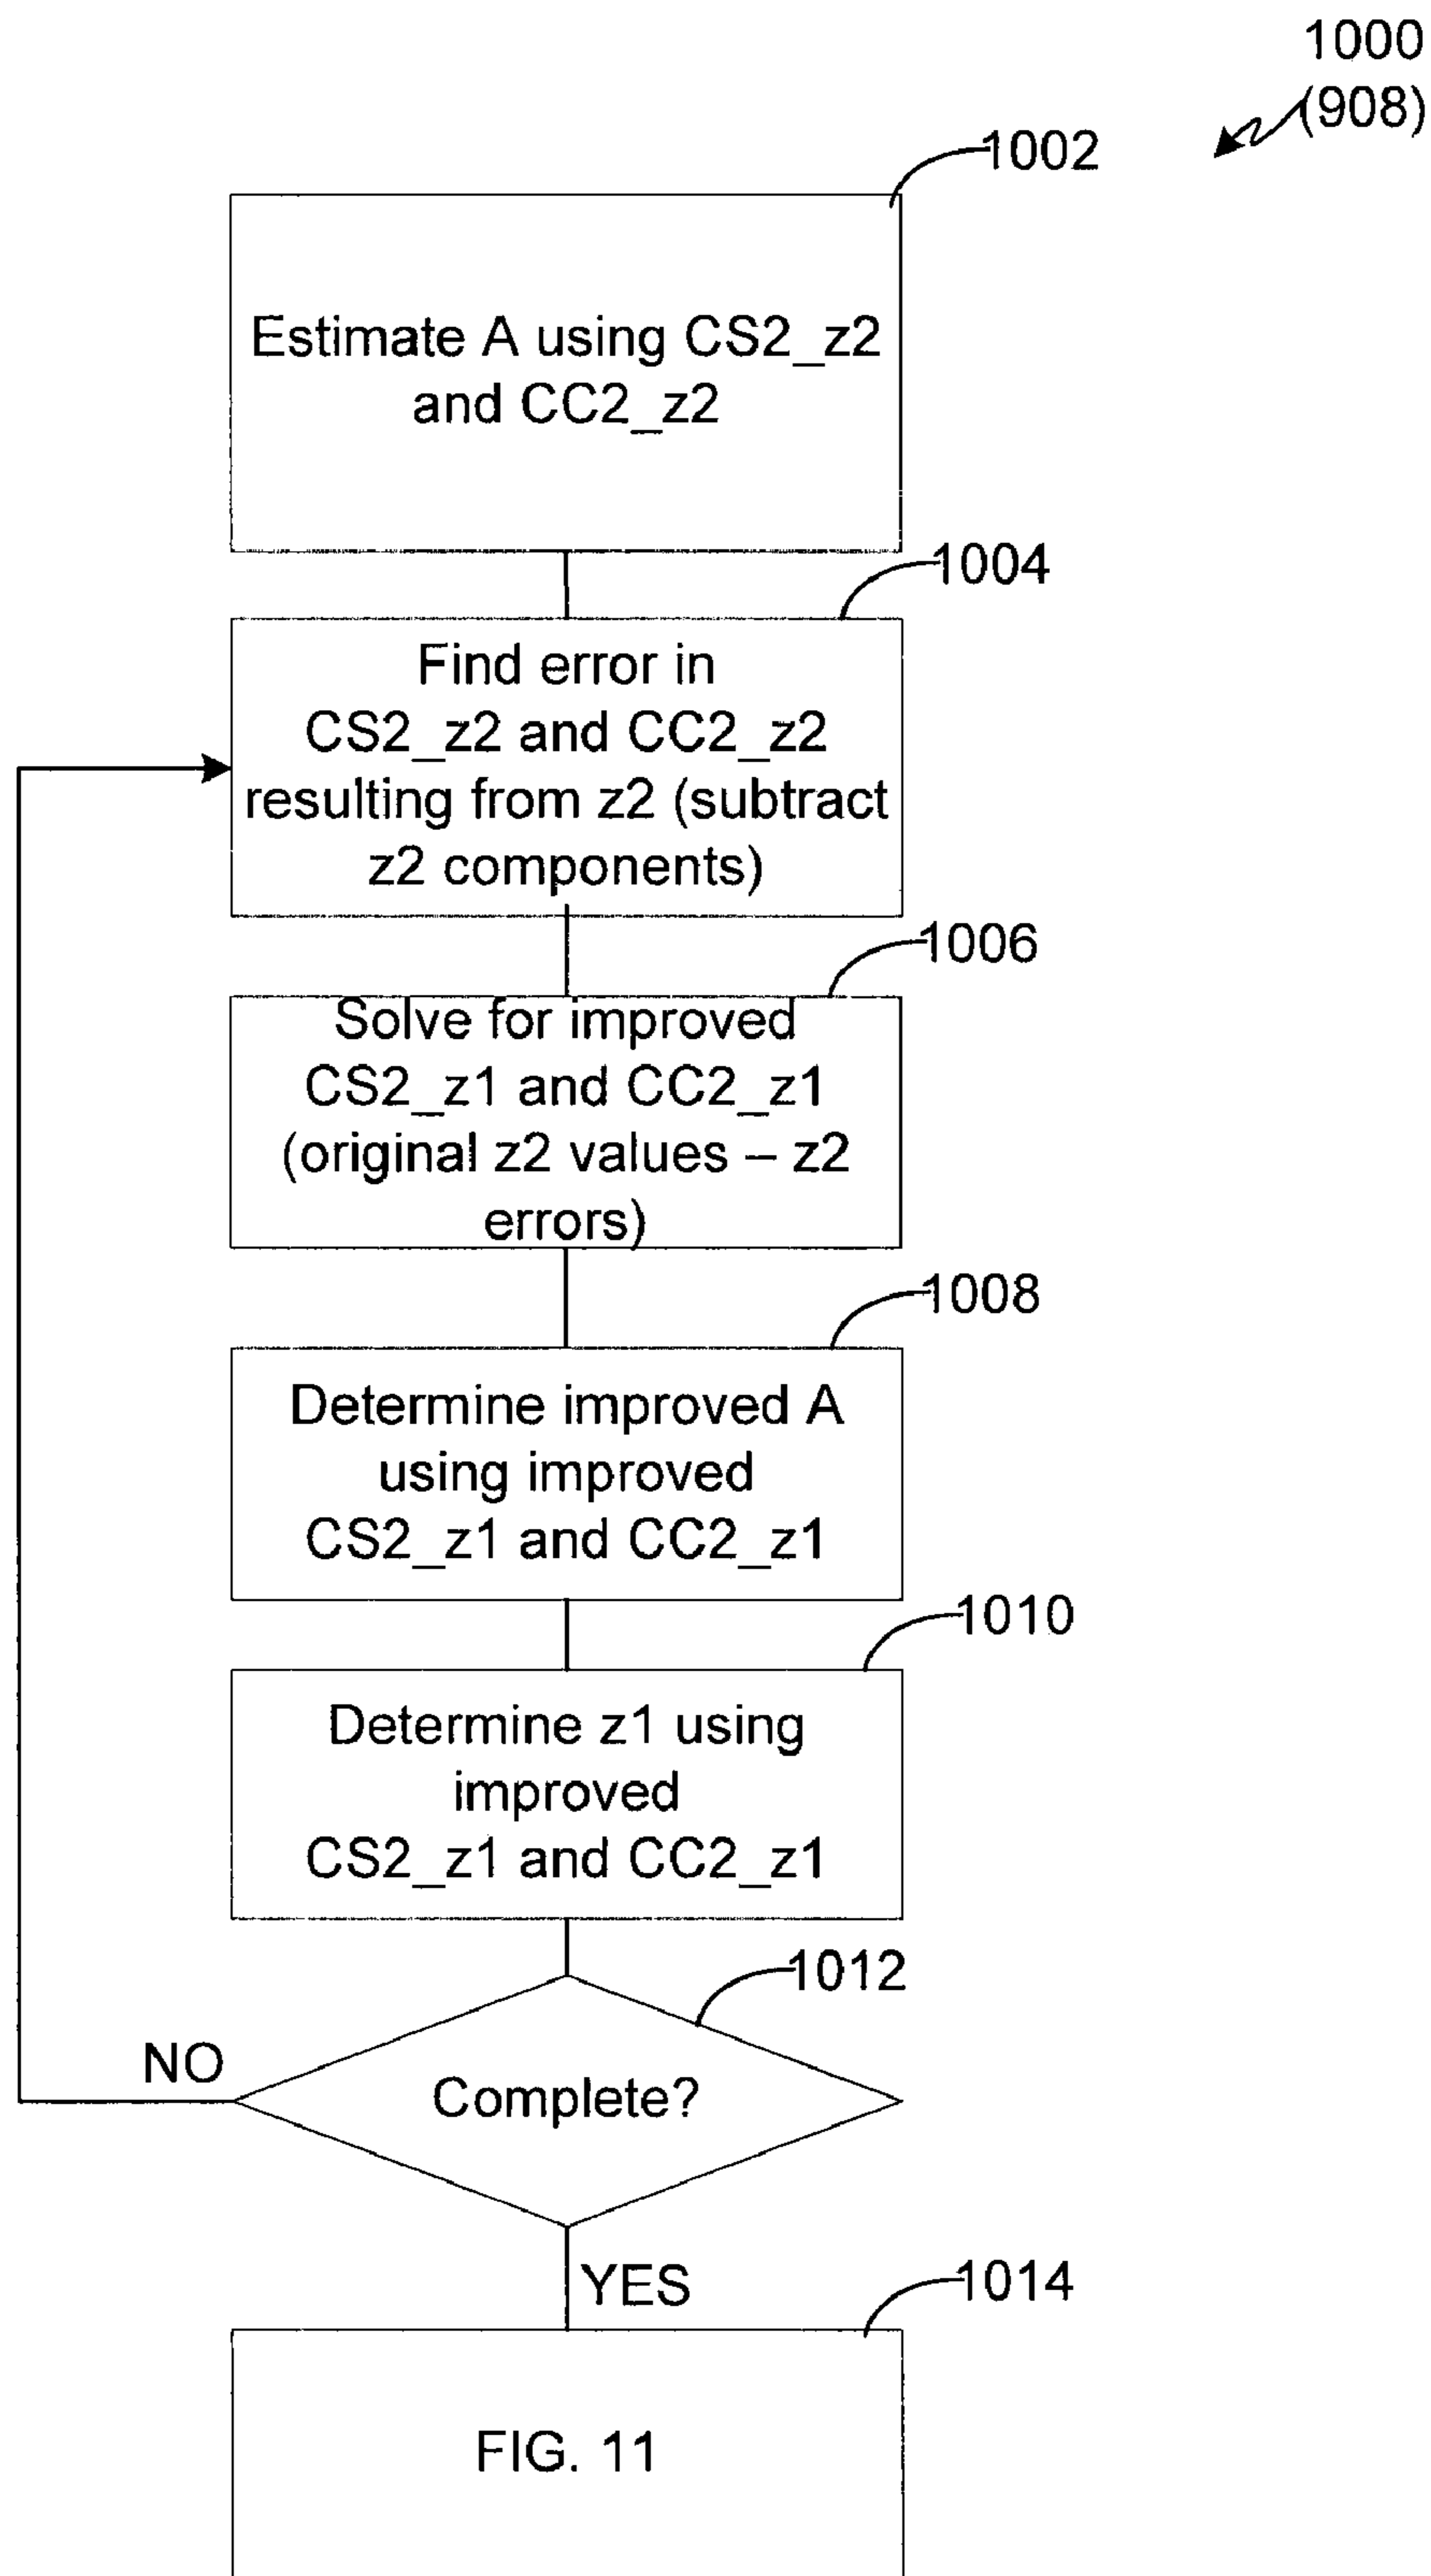 1000
(908)
1002
Estimate A using CS2_z2
and CC2_z2
1004
Find error in
CS2_z2 and CC2_z2
resulting from z2 (subtract
z2 components)
1006
Solve for improved
CS2_z1 and CC2_z1
(original z2 values – z2
errors)
1008
Determine improved A
using improved
CS2_z1 and CC2_z1
1010
Determine z1 using
improved
CS2_z1 and CC2_z1
1012
NO
Complete?
YES
1014
FIG. 11